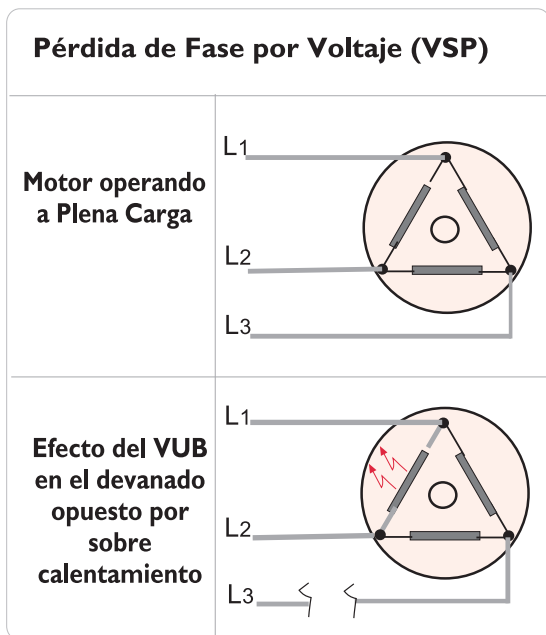 Pérdida de Fase por Voltaje (VSP)
Motor operando
a Plena Carga
L1
L2
L3
Efecto del VUB
en el devanado
opuesto por
sobre
calentamiento
L1
L2
L3